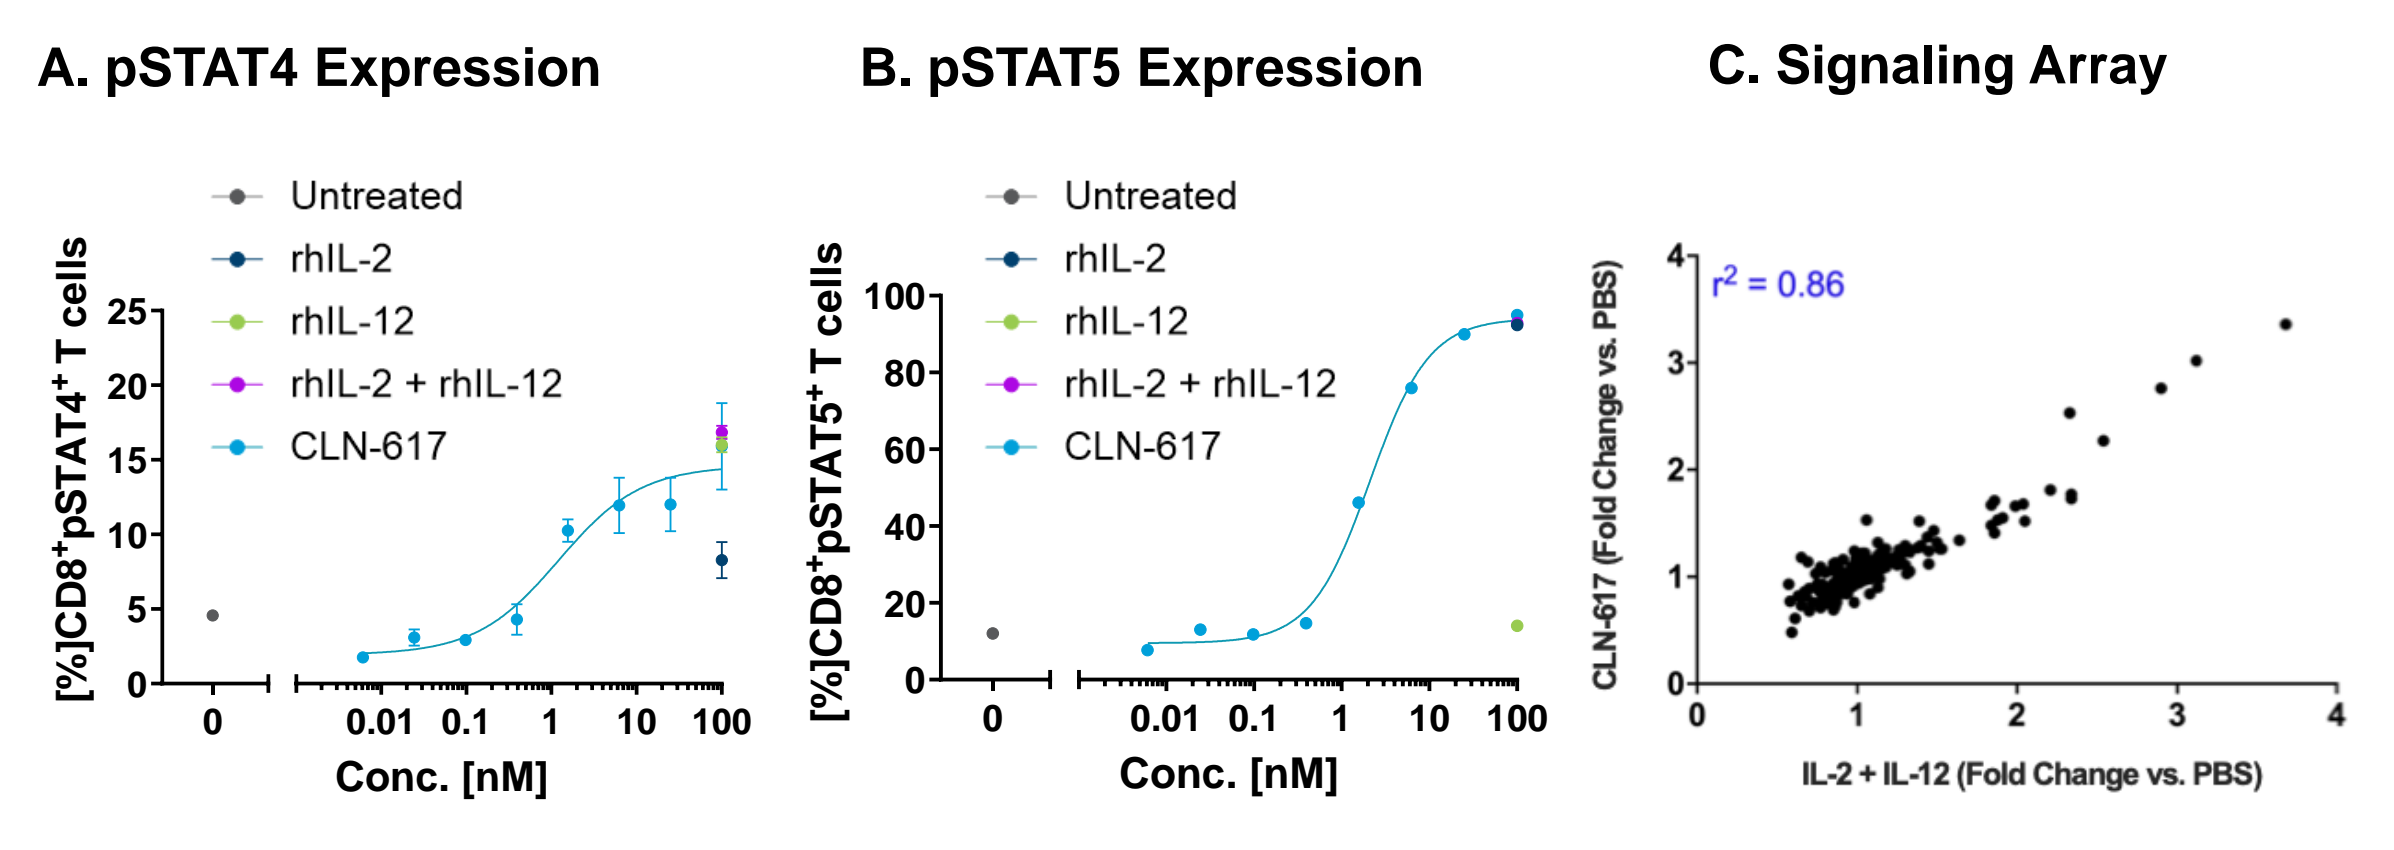 A. pSTAT4 Expression
Untreated
rhIL-2
rhIL-12
rhIL-2 + rhIL-12
CLN-617
[%]CD8+pSTAT4+ T cells
25
20
15
10
5
0
0
0.01
0.1
1
10
100
Conc. [nM]
B. pSTAT5 Expression
Untreated
rhIL-2
rhIL-12
rhIL-2 + rhIL-12
CLN-617
[%]CD8+pSTAT5+ T cells
100
80
60
40
20
0
0
0.01
0.1
1
10
100
Conc. [nM]
C. Signaling Array
r² = 0.86
CLN-617 (Fold Change vs. PBS)
4
3
2
1
0
0
1
2
3
4
IL-2 + IL-12 (Fold Change vs. PBS)